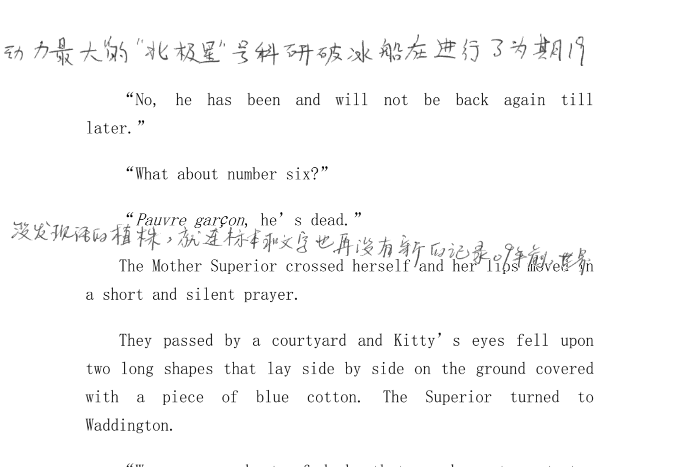 动力最大的“北极星”号科研破冰船在进行了为期19
“No, he has been and will not be back again till
later.”
“What about number six?”
“Pauvre garçon, he’s dead.”
没发现活的植株，就连标本和文字也再没有新的记录。9年前，世界
The Mother Superior crossed herself and her lips moved in
a short and silent prayer.
They passed by a courtyard and Kitty’s eyes fell upon
two long shapes that lay side by side on the ground covered
with a piece of blue cotton. The Superior turned to
Waddington.